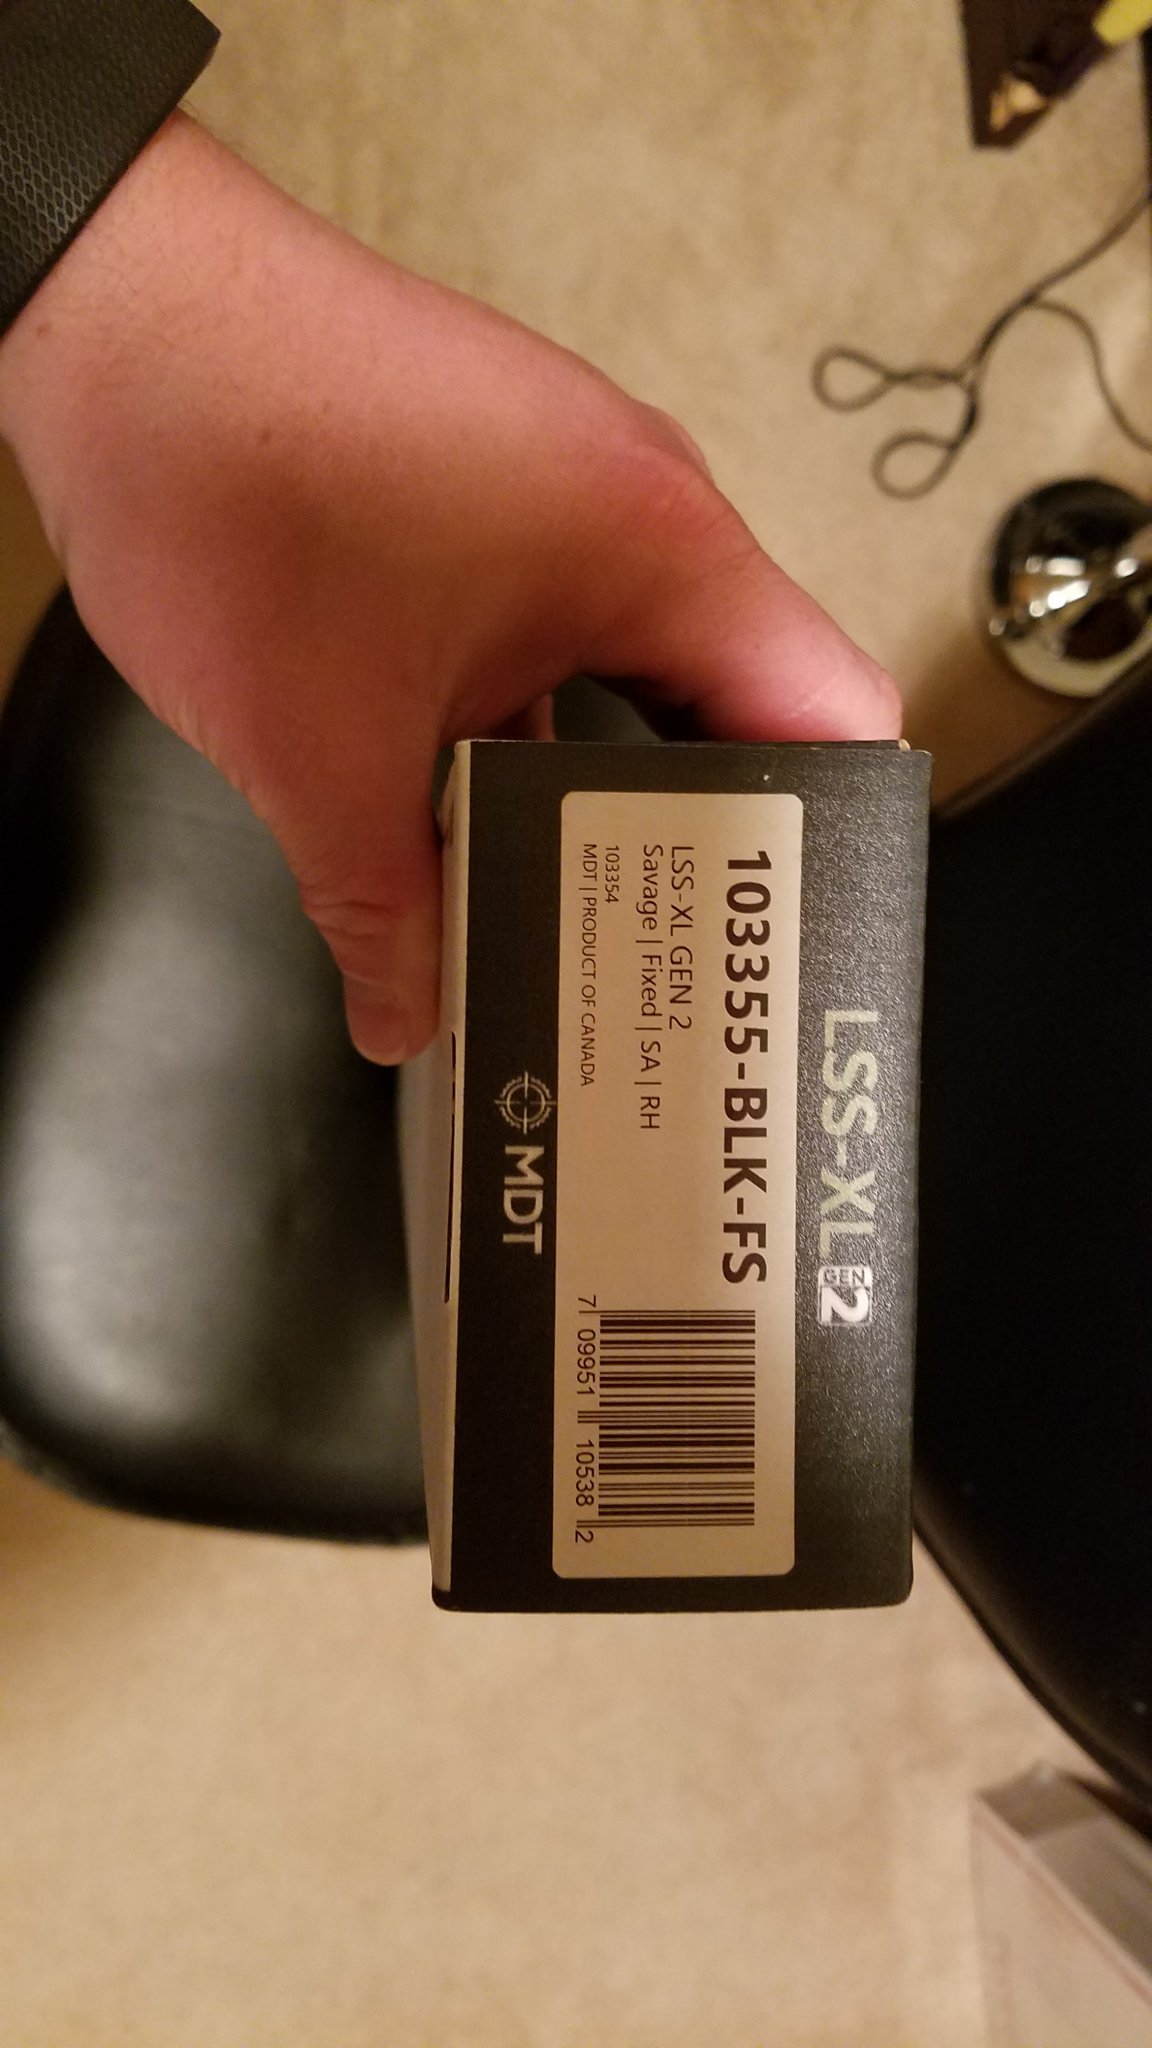 LSS-XL GEN 2
103355-BLK-FS
LSS-XL GEN 2
Savage | Fixed | SA | RH
103354
MDT | PRODUCT OF CANADA
7 09951 10538 2
MDT